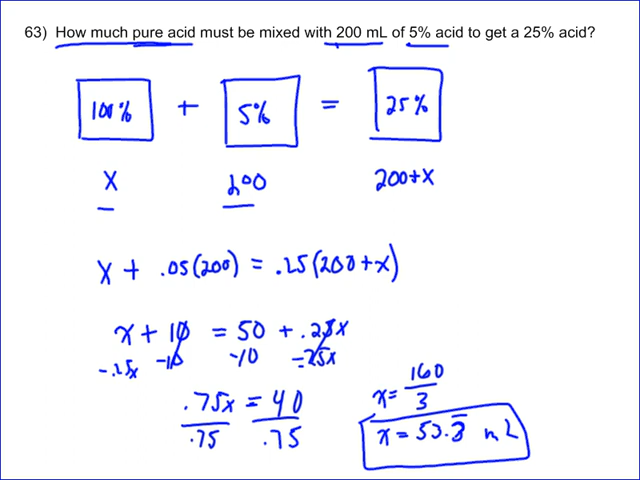 63) How much pure acid must be mixed with 200 mL of 5% acid to get a 25% acid?
100% + 5% = 25%
x 200 200+x
x + .05(200) = .25(200+x)
x + 10 = 50 + .25x
-.25x -10 -10 -.25x
.75x = 40
.75 .75
x = 160/3
x = 53.3̅ mL